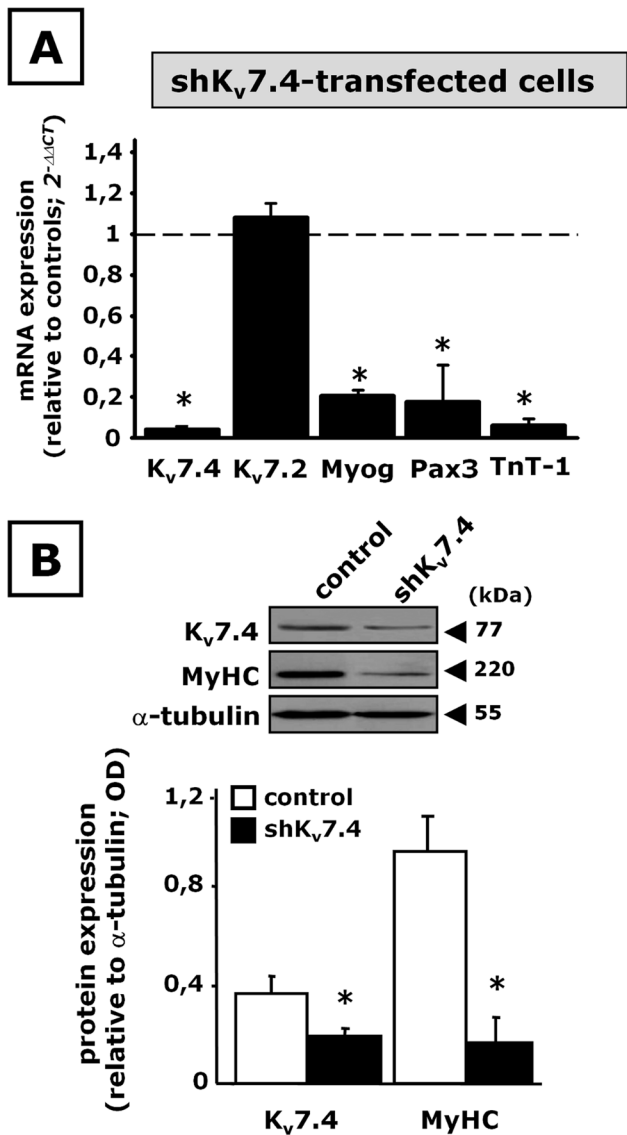 A
shKv7.4-transfected cells
mRNA expression
(relative to controls; 2-ΔΔCT)
1,4
1,2
1
0,8
0,6
0,4
0,2
0
*
*
*
*
Kv7.4 Kv7.2 Myog Pax3 TnT-1
B
control shKv7.4 (kDa)
Kv7.4 77
MyHC 220
α-tubulin 55
protein expression
(relative to α-tubulin; OD)
1,2
0,8
0,4
0
control
shKv7.4
*
*
Kv7.4 MyHC